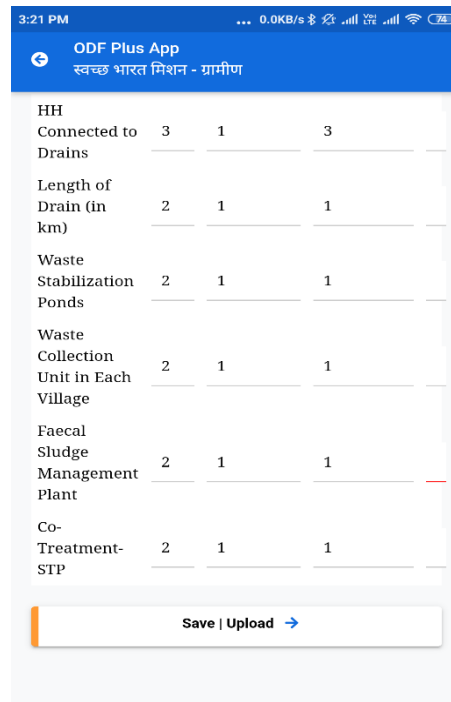 3:21 PM ... 0.0KB/s VoI LTE 74
ODF Plus App
स्वच्छ भारत मिशन - ग्रामीण
HH
Connected to 3 1 3
Drains
Length of
Drain (in 2 1 1
km)
Waste
Stabilization 2 1 1
Ponds
Waste
Collection
Unit in Each 2 1 1
Village
Faecal
Sludge
Management 2 1 1
Plant
Co-
Treatment- 2 1 1
STP
Save | Upload →